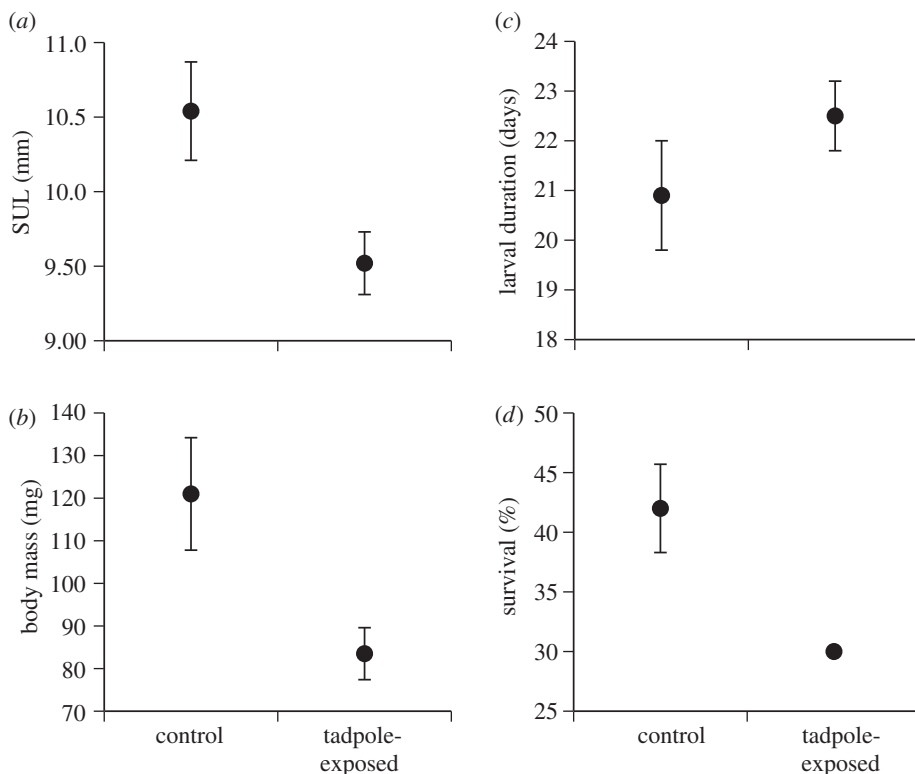 (a)
11.0
10.5
10.0
9.50
9.00
SUL (mm)
(c)
24
23
22
21
20
19
18
larval duration (days)
(b)
140
130
120
110
100
90
80
70
body mass (mg)
control
tadpole-
exposed
(d)
50
45
40
35
30
25
survival (%)
control
tadpole-
exposed